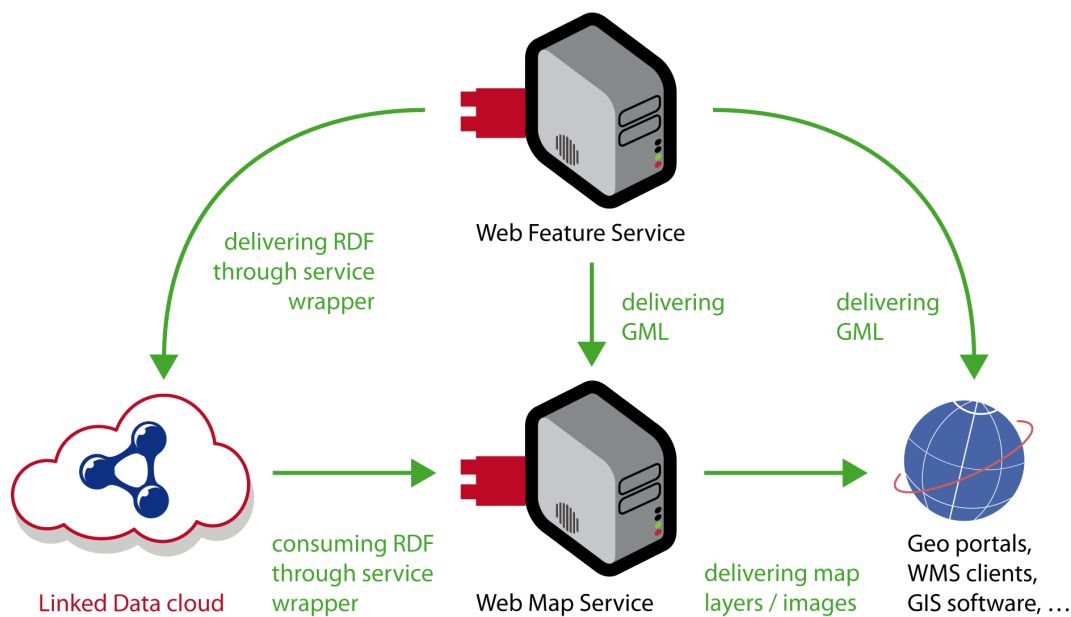 Web Feature Service
delivering RDF
through service
wrapper
delivering
GML
delivering
GML
Linked Data cloud
consuming RDF
through service
wrapper
Web Map Service
delivering map
layers / images
Geo portals,
WMS clients,
GIS software, …